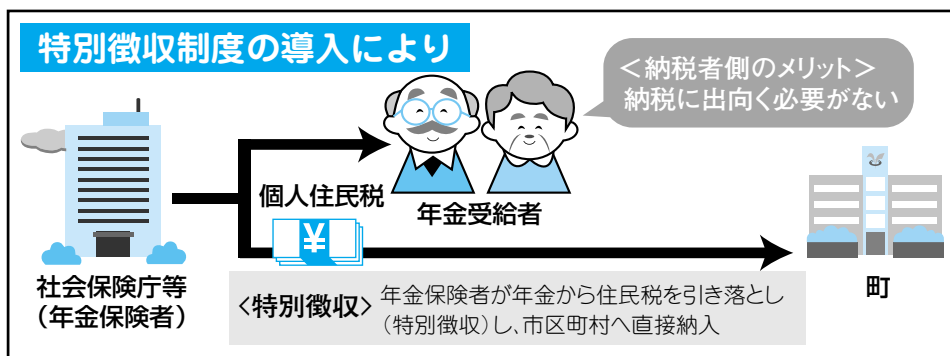 特別徴収制度の導入により
＜納税者側のメリット＞
納税に出向く必要がない
個人住民税
¥
年金受給者
社会保険庁等
（年金保険者）
町
〈特別徴収〉
年金保険者が年金から住民税を引き落とし
（特別徴収）し、市区町村へ直接納入